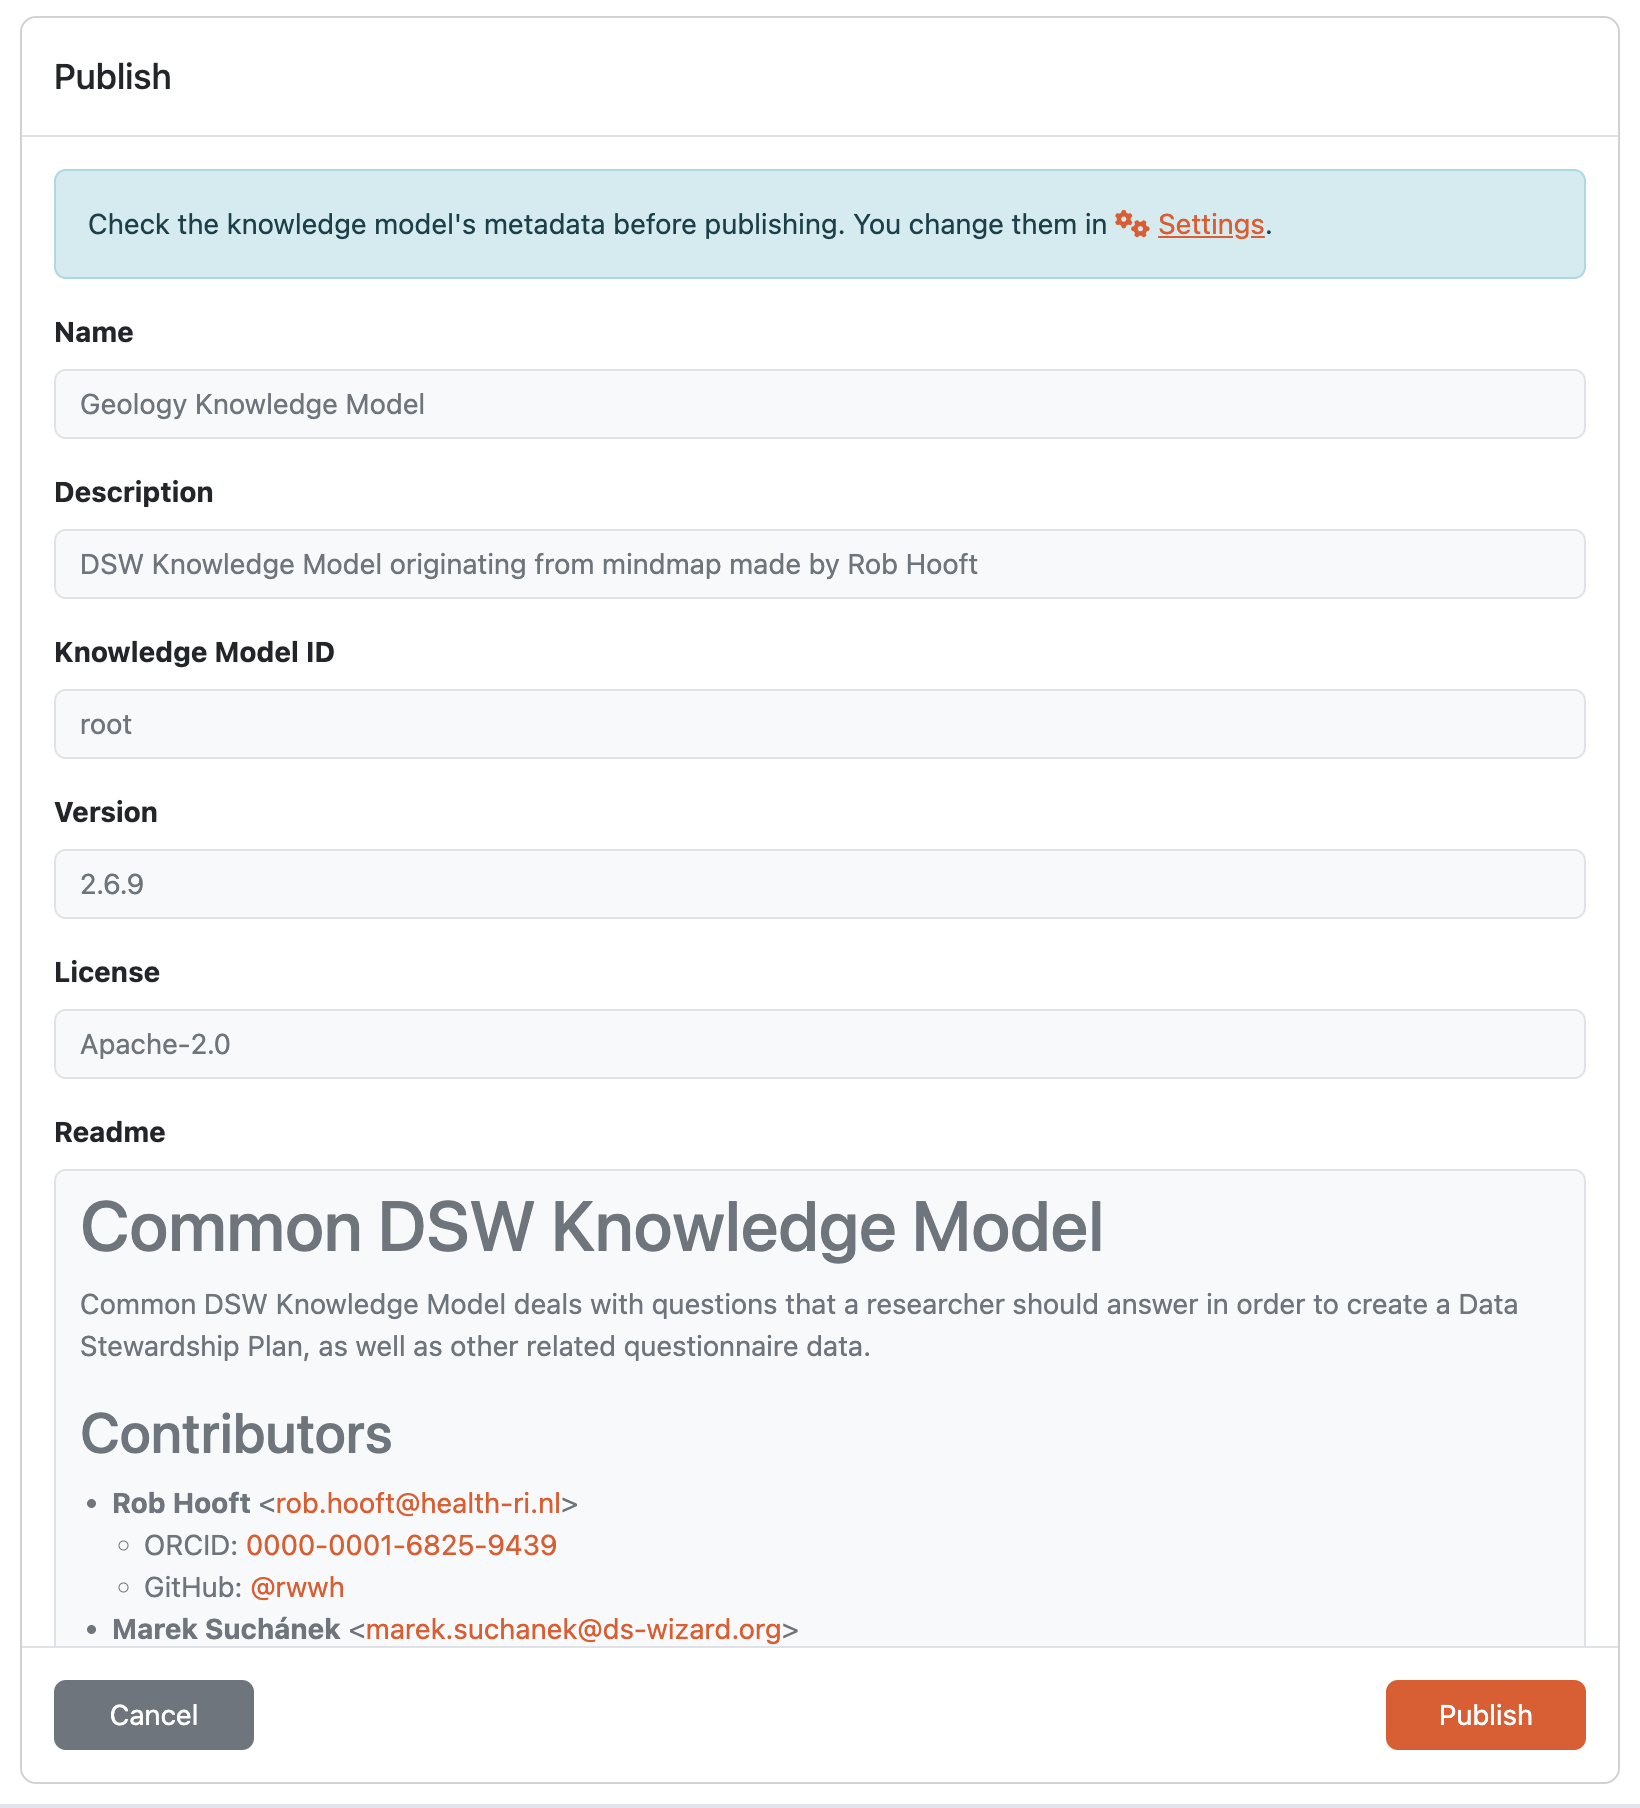 Publish
Check the knowledge model's metadata before publishing. You change them in Settings.
Name
Geology Knowledge Model
Description
DSW Knowledge Model originating from mindmap made by Rob Hooft
Knowledge Model ID
root
Version
2.6.9
License
Apache-2.0
Readme
Common DSW Knowledge Model
Common DSW Knowledge Model deals with questions that a researcher should answer in order to create a Data
Stewardship Plan, as well as other related questionnaire data.
Contributors
• Rob Hooft <rob.hooft@health-ri.nl>
◦ ORCID: 0000-0001-6825-9439
◦ GitHub: @rwwh
• Marek Suchánek <marek.suchanek@ds-wizard.org>
Cancel
Publish